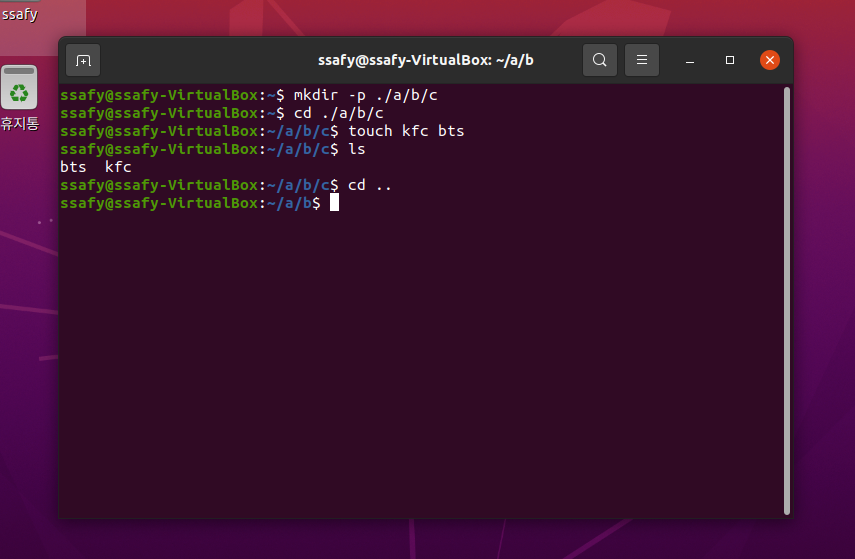 ssafy
휴지통
ssafy@ssafy-VirtualBox: ~/a/b
ssafy@ssafy-VirtualBox:~$ mkdir -p ./a/b/c
ssafy@ssafy-VirtualBox:~$ cd ./a/b/c
ssafy@ssafy-VirtualBox:~/a/b/c$ touch kfc bts
ssafy@ssafy-VirtualBox:~/a/b/c$ ls
bts  kfc
ssafy@ssafy-VirtualBox:~/a/b/c$ cd ..
ssafy@ssafy-VirtualBox:~/a/b$